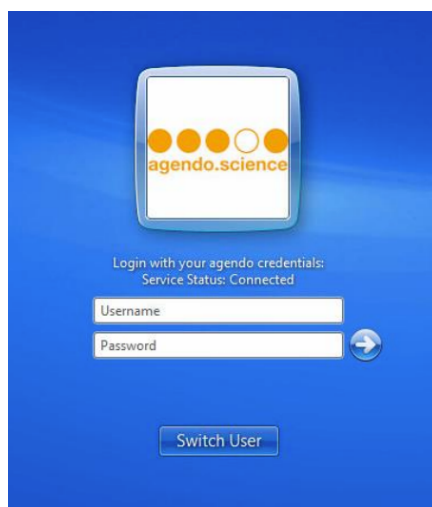 agendo.science
Login with your agendo credentials:
Service Status: Connected
Username
Password
Switch User